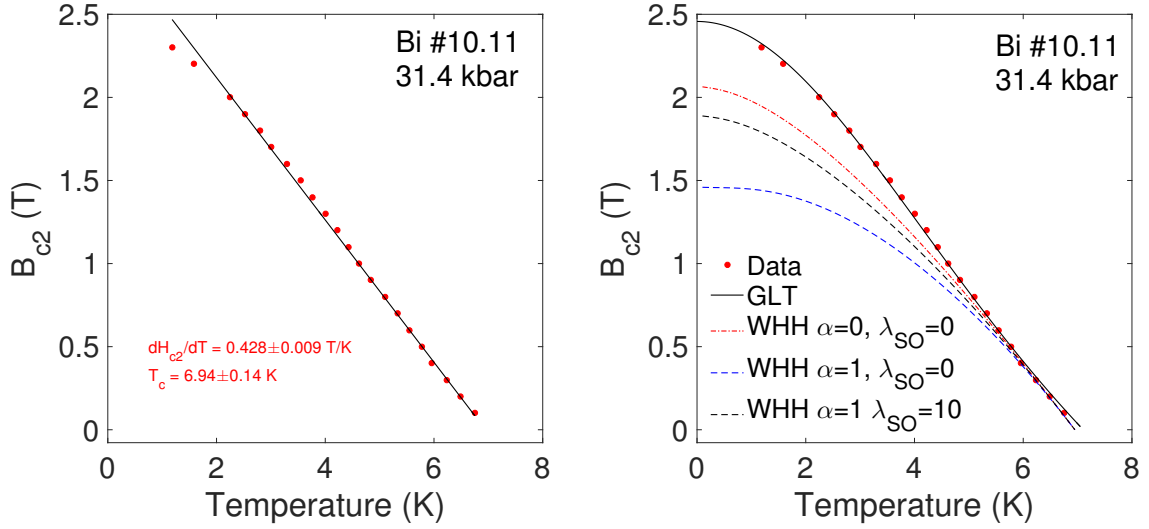 Bi #10.11
31.4 kbar
dH_c2/dT = 0.428±0.009 T/K
T_c = 6.94±0.14 K
B_c2 (T)
2.5
2
1.5
1
0.5
0
0 2 4 6 8
Temperature (K)
Bi #10.11
31.4 kbar
Data
GLT
WHH α=0, λ_SO=0
WHH α=1, λ_SO=0
WHH α=1 λ_SO=10
B_c2 (T)
2.5
2
1.5
1
0.5
0
0 2 4 6 8
Temperature (K)